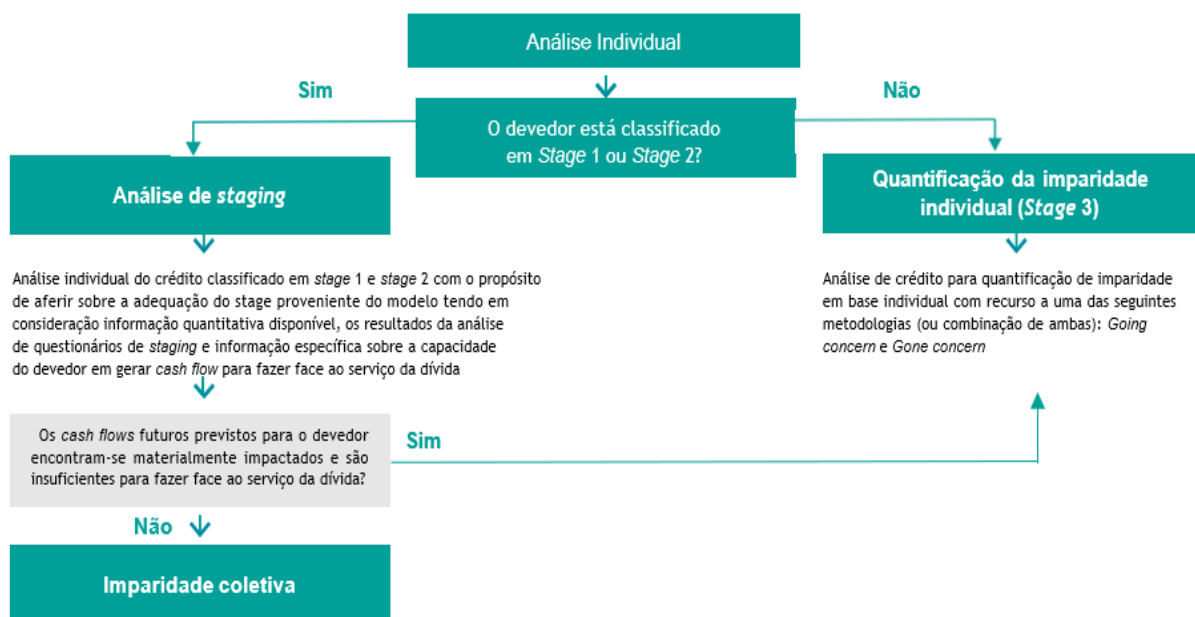 Análise Individual
Sim
Não
O devedor está classificado
em Stage 1 ou Stage 2?
Análise de staging
Quantificação da imparidade
individual (Stage 3)
Análise individual do crédito classificado em stage 1 e stage 2 com o propósito
de aferir sobre a adequação do stage proveniente do modelo tendo em
consideração informação quantitativa disponível, os resultados da análise
de questionários de staging e informação específica sobre a capacidade
do devedor em gerar cash flow para fazer face ao serviço da dívida
Análise de crédito para quantificação de imparidade
em base individual com recurso a uma das seguintes
metodologias (ou combinação de ambas): Going
concern e Gone concern
Os cash flows futuros previstos para o devedor
encontram-se materialmente impactados e são
insuficientes para fazer face ao serviço da dívida?
Sim
Não
Imparidade coletiva